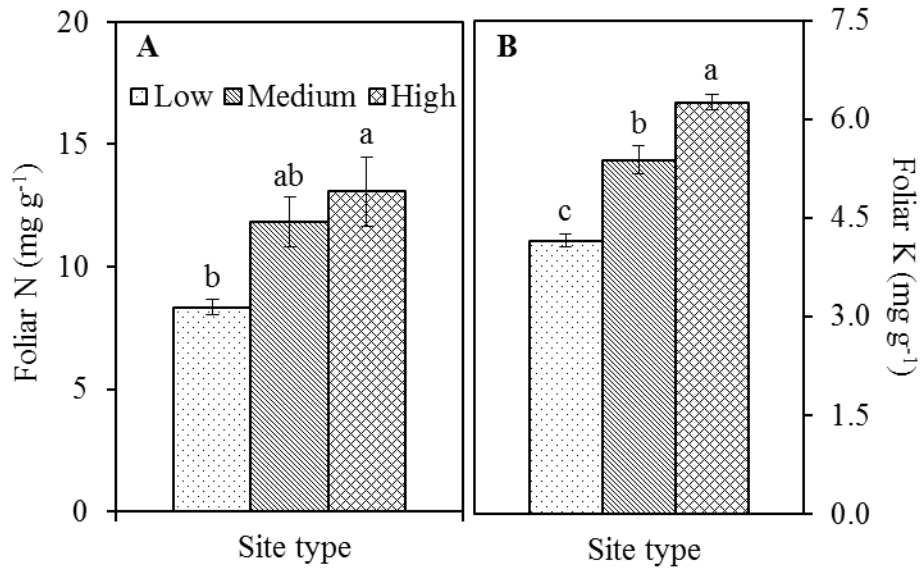 Foliar N (mg g⁻¹)
20
15
10
5
0
A
Low Medium High
b
ab
a
Site type
B
c
b
a
Site type
7.5
6.0
4.5
3.0
1.5
0.0
Foliar K (mg g⁻¹)